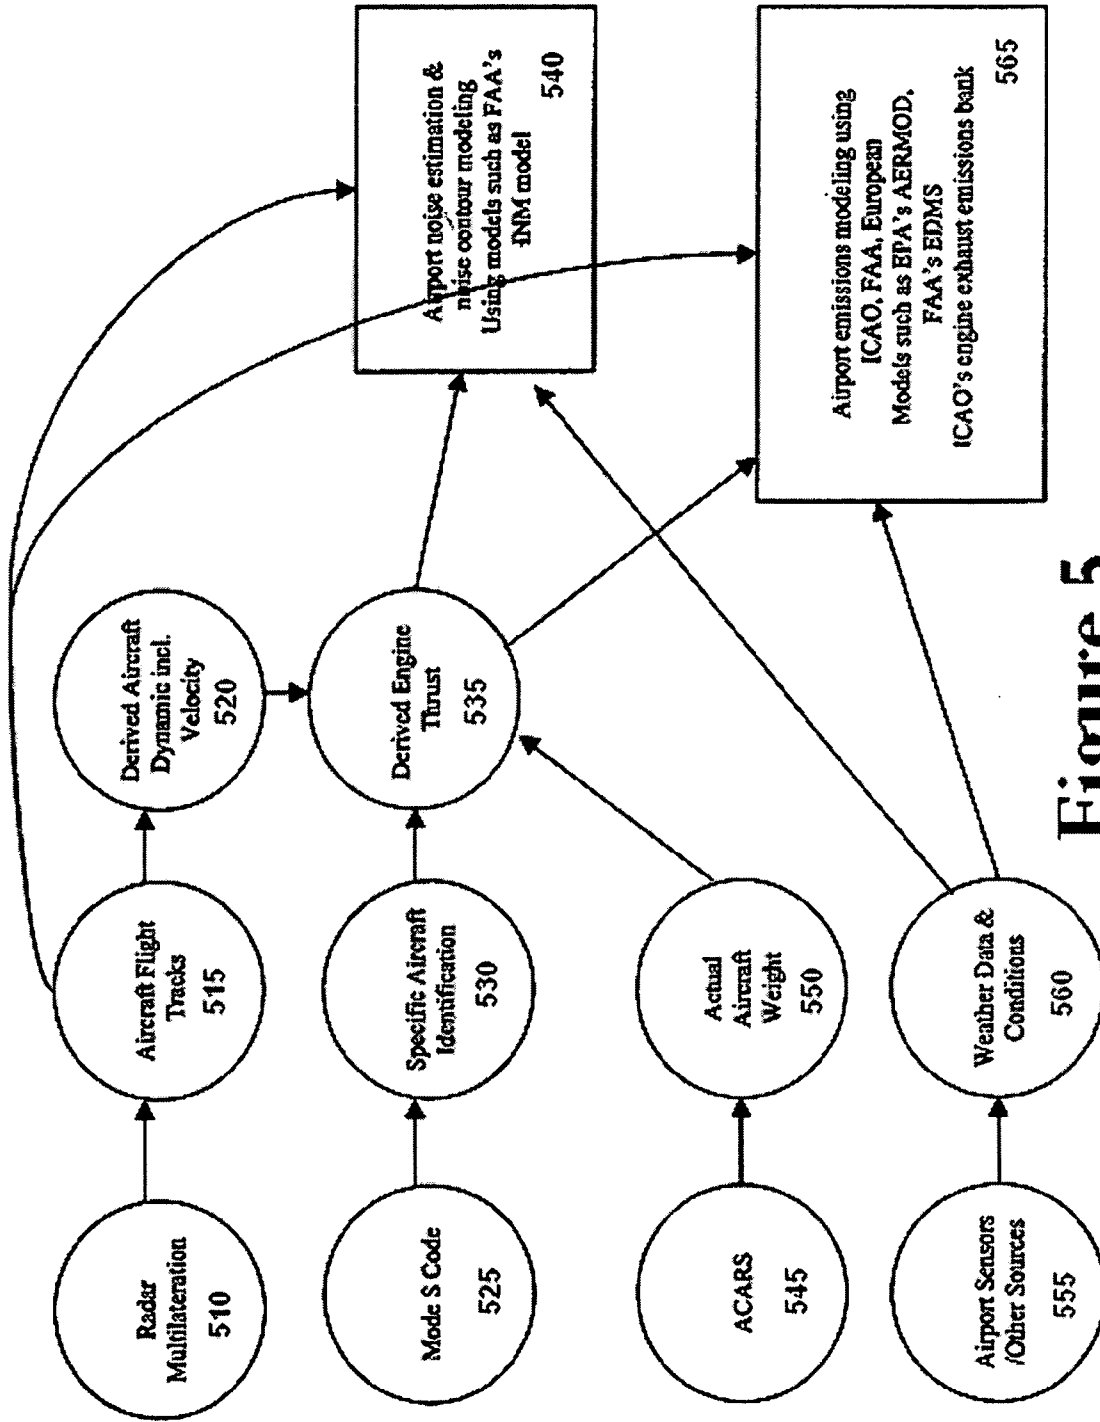 Radar
Multilateration
510
Aircraft Flight
Tracks
515
Derived Aircraft
Dynamic incl.
Velocity
520
Mode S Code
525
Specific Aircraft
Identification
530
Derived Engine
Thrust
535
Airport noise estimation &
noise contour modeling
Using models such as FAA's
INM model
540
ACARS
545
Actual
Aircraft
Weight
550
Airport Sensors
/Other Sources
555
Weather Data &
Conditions
560
Airport emissions modeling using
ICAO, FAA, European
Models such as EPA's AERMOD,
FAA's EDMS
ICAO's engine exhaust emissions bank
565
Figure 5